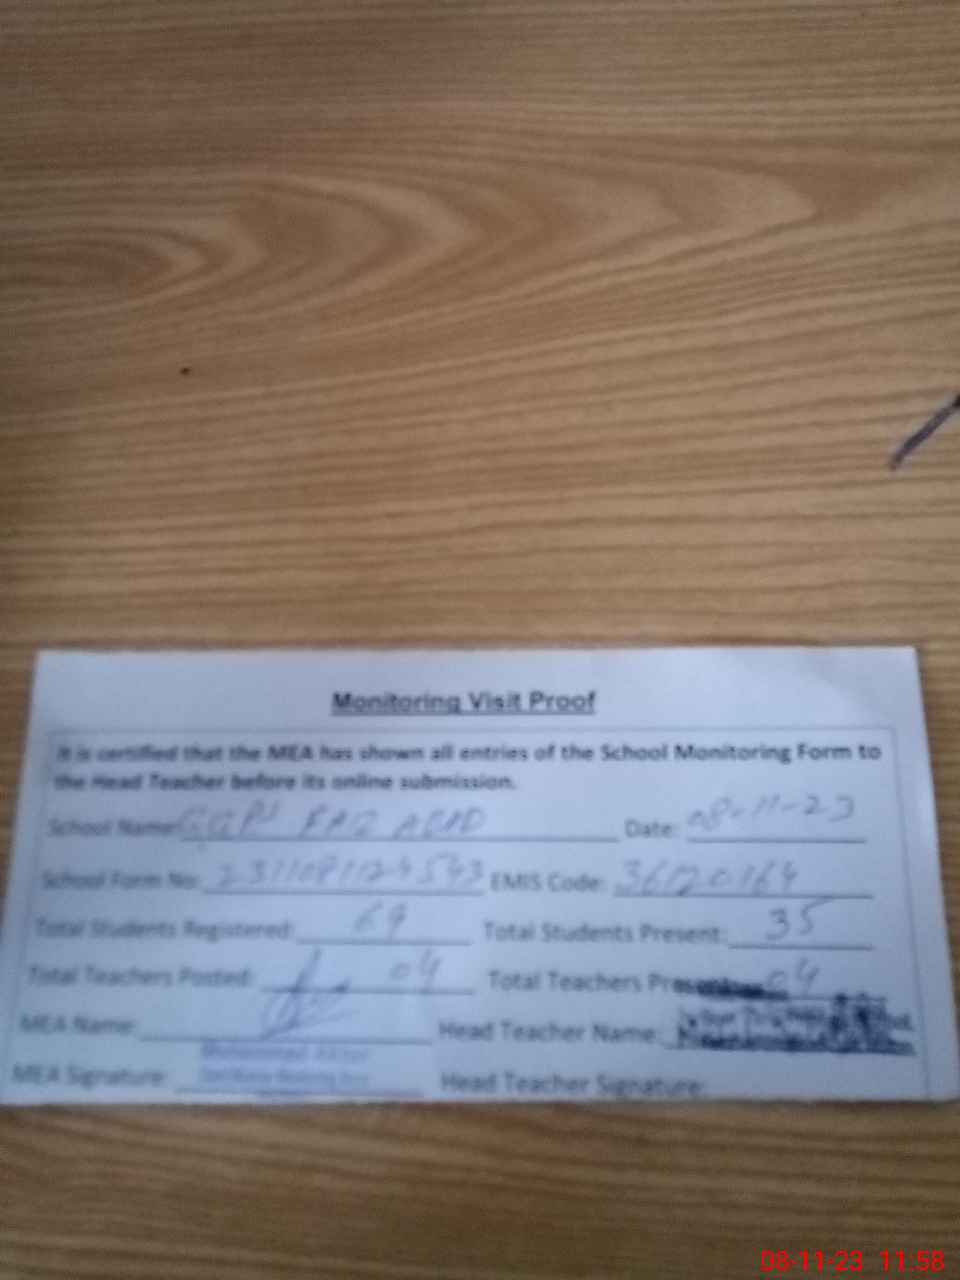 Monitoring Visit Proof
It is certified that the MEA has shown all entries of the School Monitoring Form to
the Head Teacher before its online submission.
School Name: GGPS ABAD Date: 08-11-23
School Form No: EMIS Code: 36120164
Total Students Registered: 69 Total Students Present: 35
Total Teachers Posted: 04 Total Teachers Present: 04
MEA Name: Head Teacher Name:
MEA Signature: Head Teacher Signature:
08-11-23 11:58